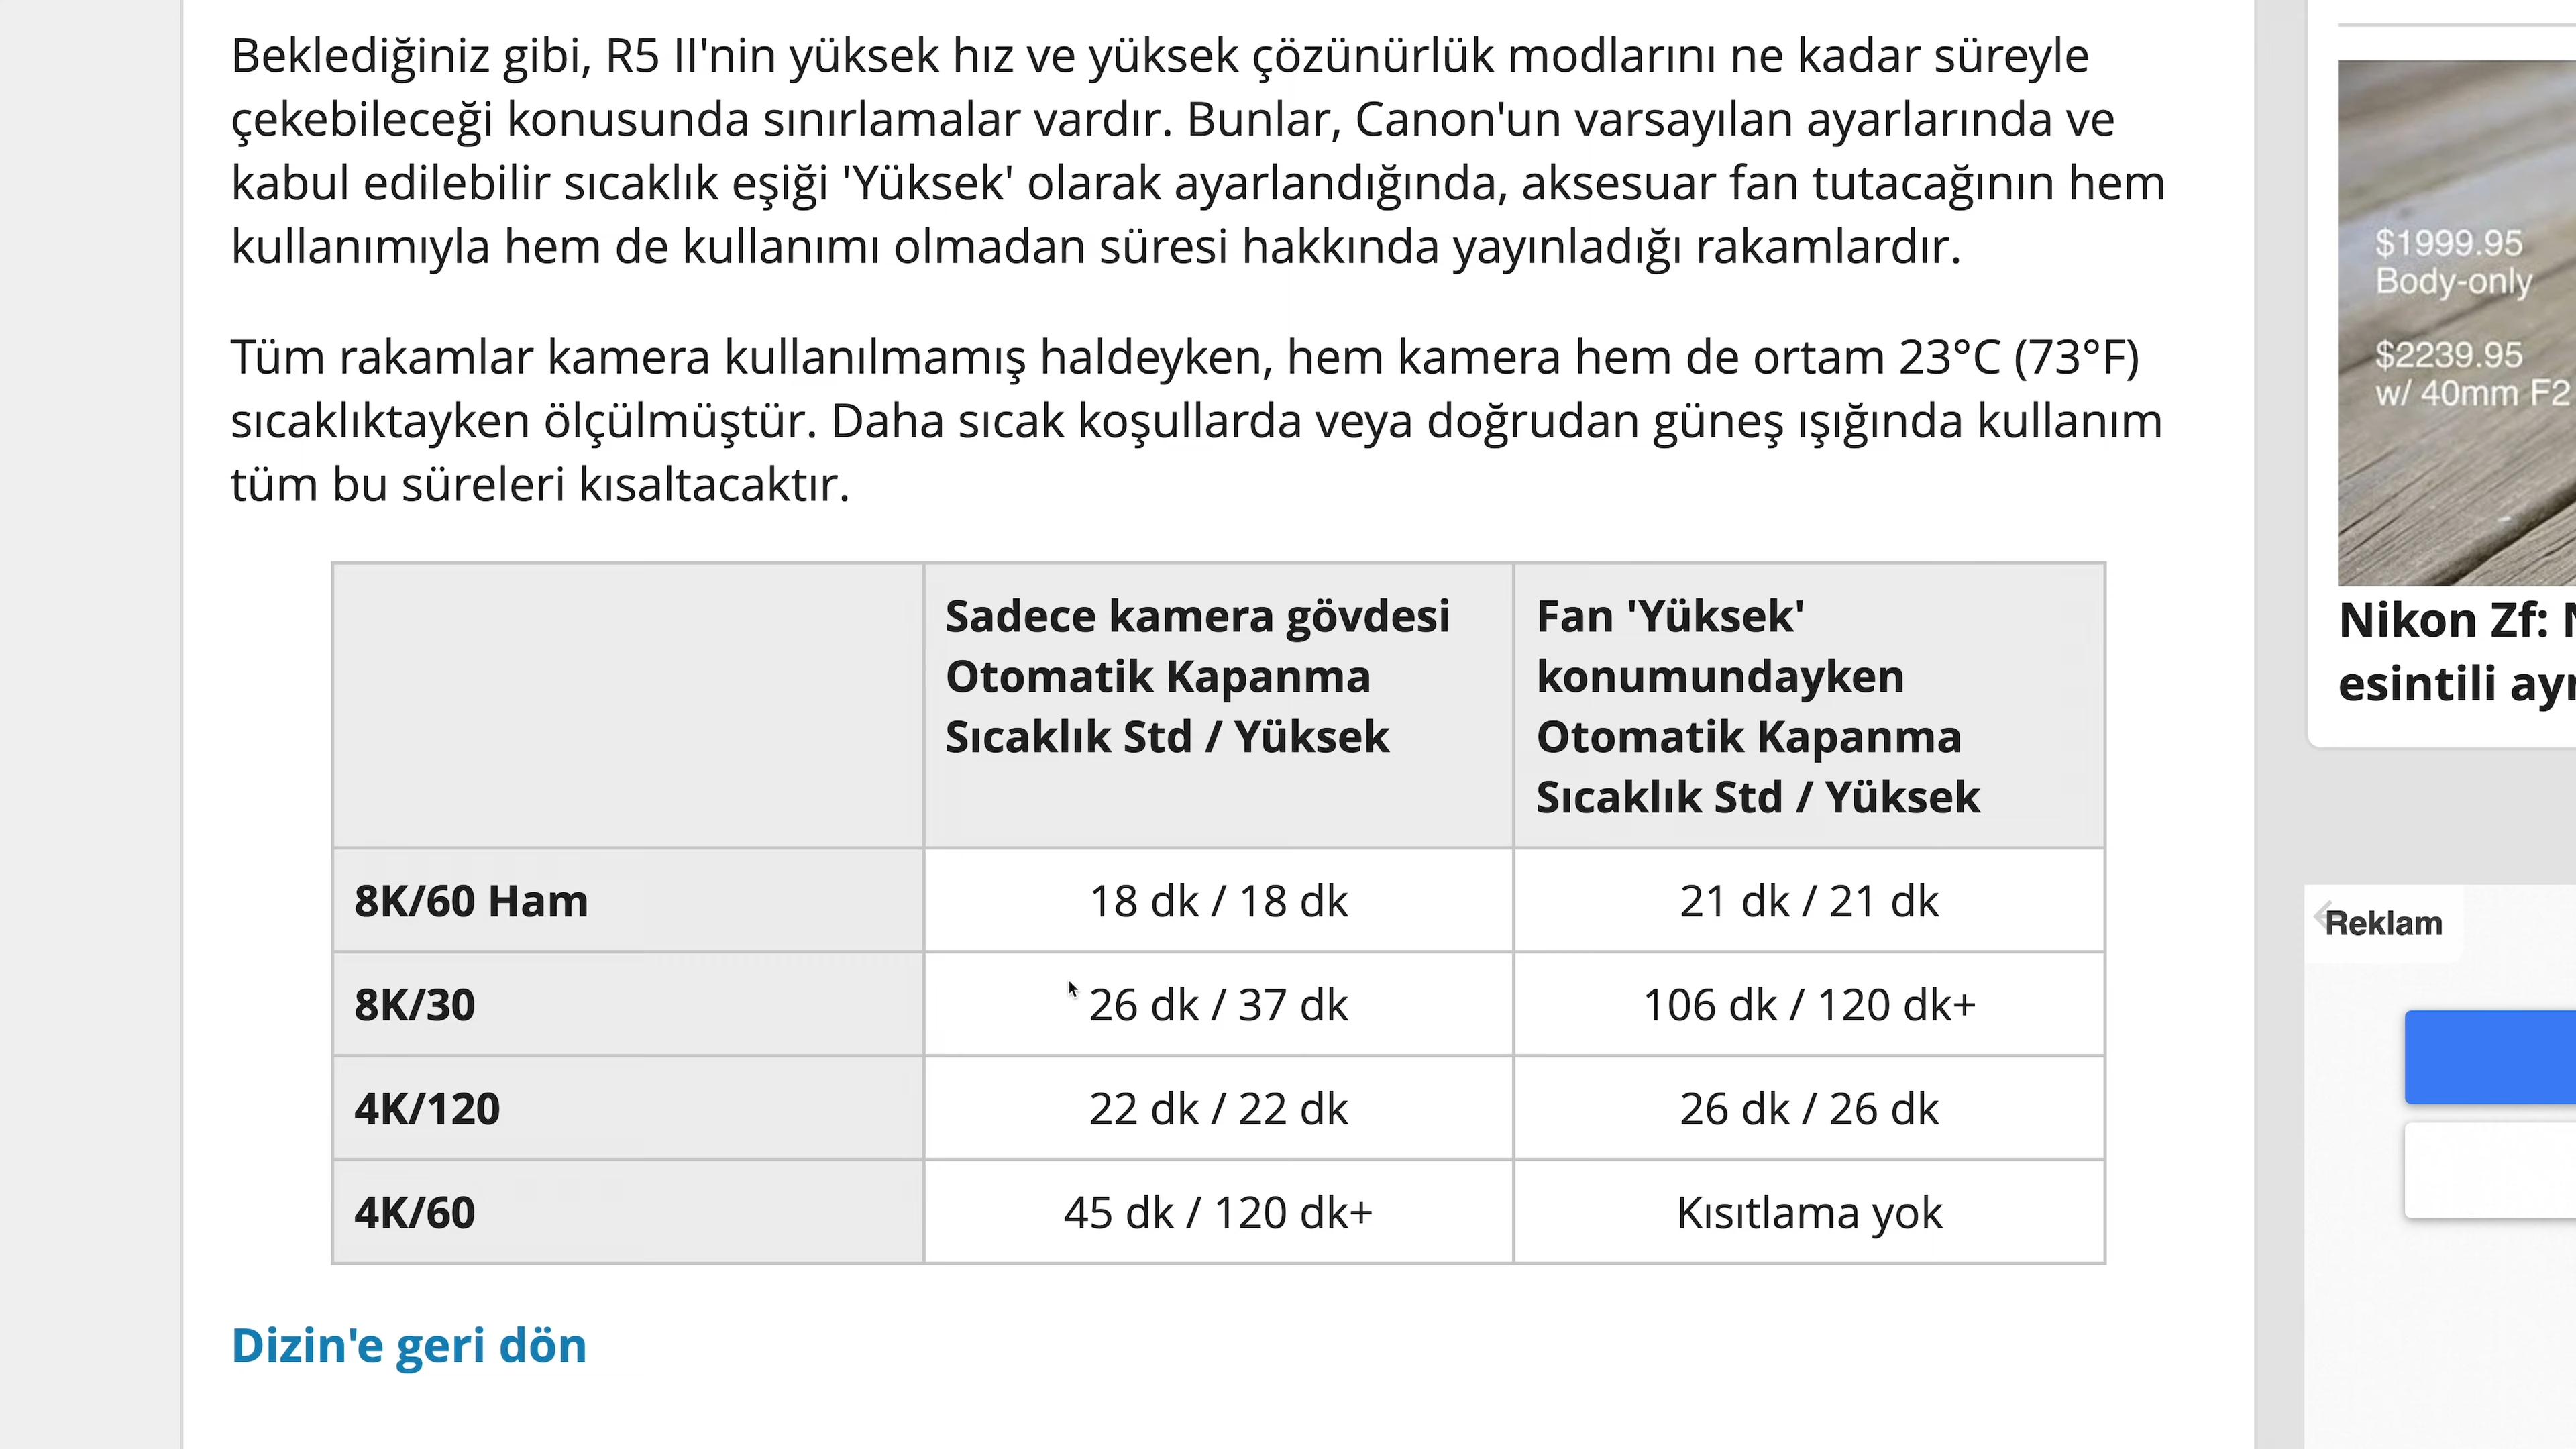 Beklediğiniz gibi, R5 II'nin yüksek hız ve yüksek çözünürlük modlarını ne kadar süreyle
çekebileceği konusunda sınırlamalar vardır. Bunlar, Canon'un varsayılan ayarlarında ve
kabul edilebilir sıcaklık eşiği 'Yüksek' olarak ayarlandığında, aksesuar fan tutacağının hem
kullanımıyla hem de kullanımı olmadan süresi hakkında yayınladığı rakamlardır.
Tüm rakamlar kamera kullanılmamış haldeyken, hem kamera hem de ortam 23°C (73°F)
sıcaklıktayken ölçülmüştür. Daha sıcak koşullarda veya doğrudan güneş ışığında kullanım
tüm bu süreleri kısaltacaktır.
Sadece kamera gövdesi
Otomatik Kapanma
Sıcaklık Std / Yüksek
Fan 'Yüksek'
konumundayken
Otomatik Kapanma
Sıcaklık Std / Yüksek
8K/60 Ham
18 dk / 18 dk
21 dk / 21 dk
8K/30
26 dk / 37 dk
106 dk / 120 dk+
4K/120
22 dk / 22 dk
26 dk / 26 dk
4K/60
45 dk / 120 dk+
Kısıtlama yok
Dizin'e geri dön
$1999.95
Body-only
$2239.95
w/ 40mm F2
Nikon Zf:
esintili
Reklam